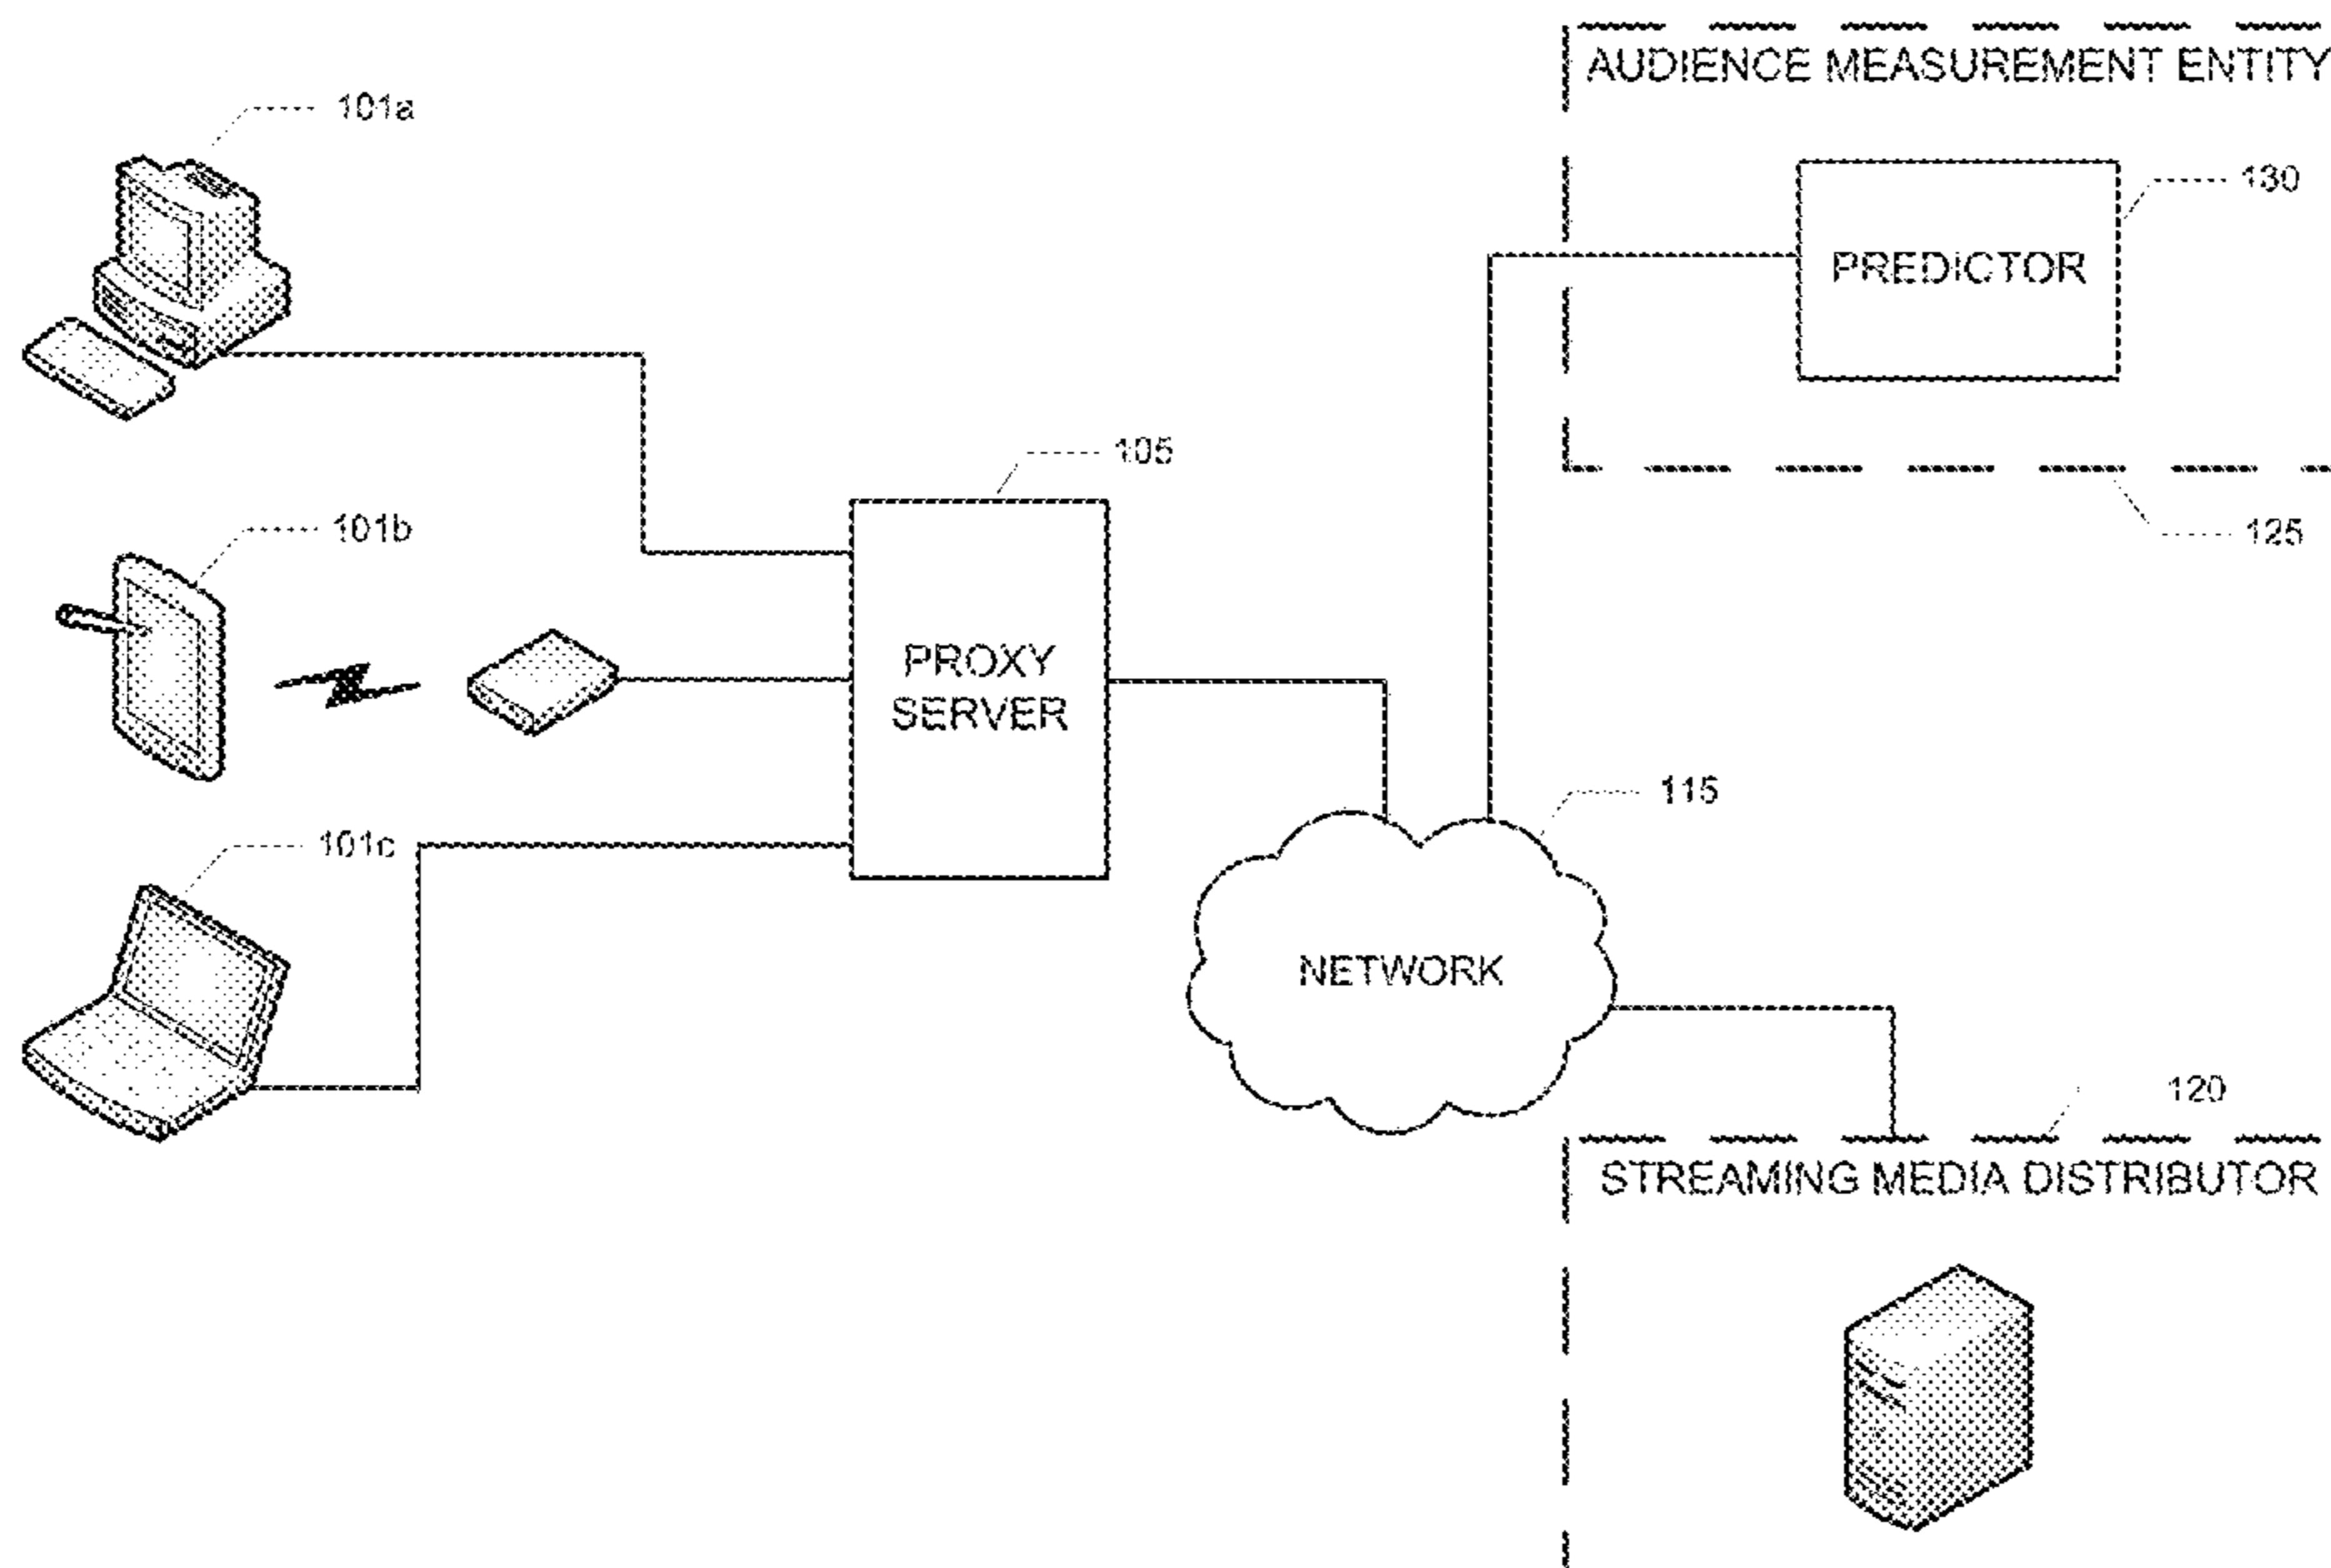 AUDIENCE MEASUREMENT ENTITY
101a
130
PREDICTOR
105
101b
125
PROXY
SERVER
115
101c
NETWORK
120
STREAMING MEDIA DISTRIBUTOR